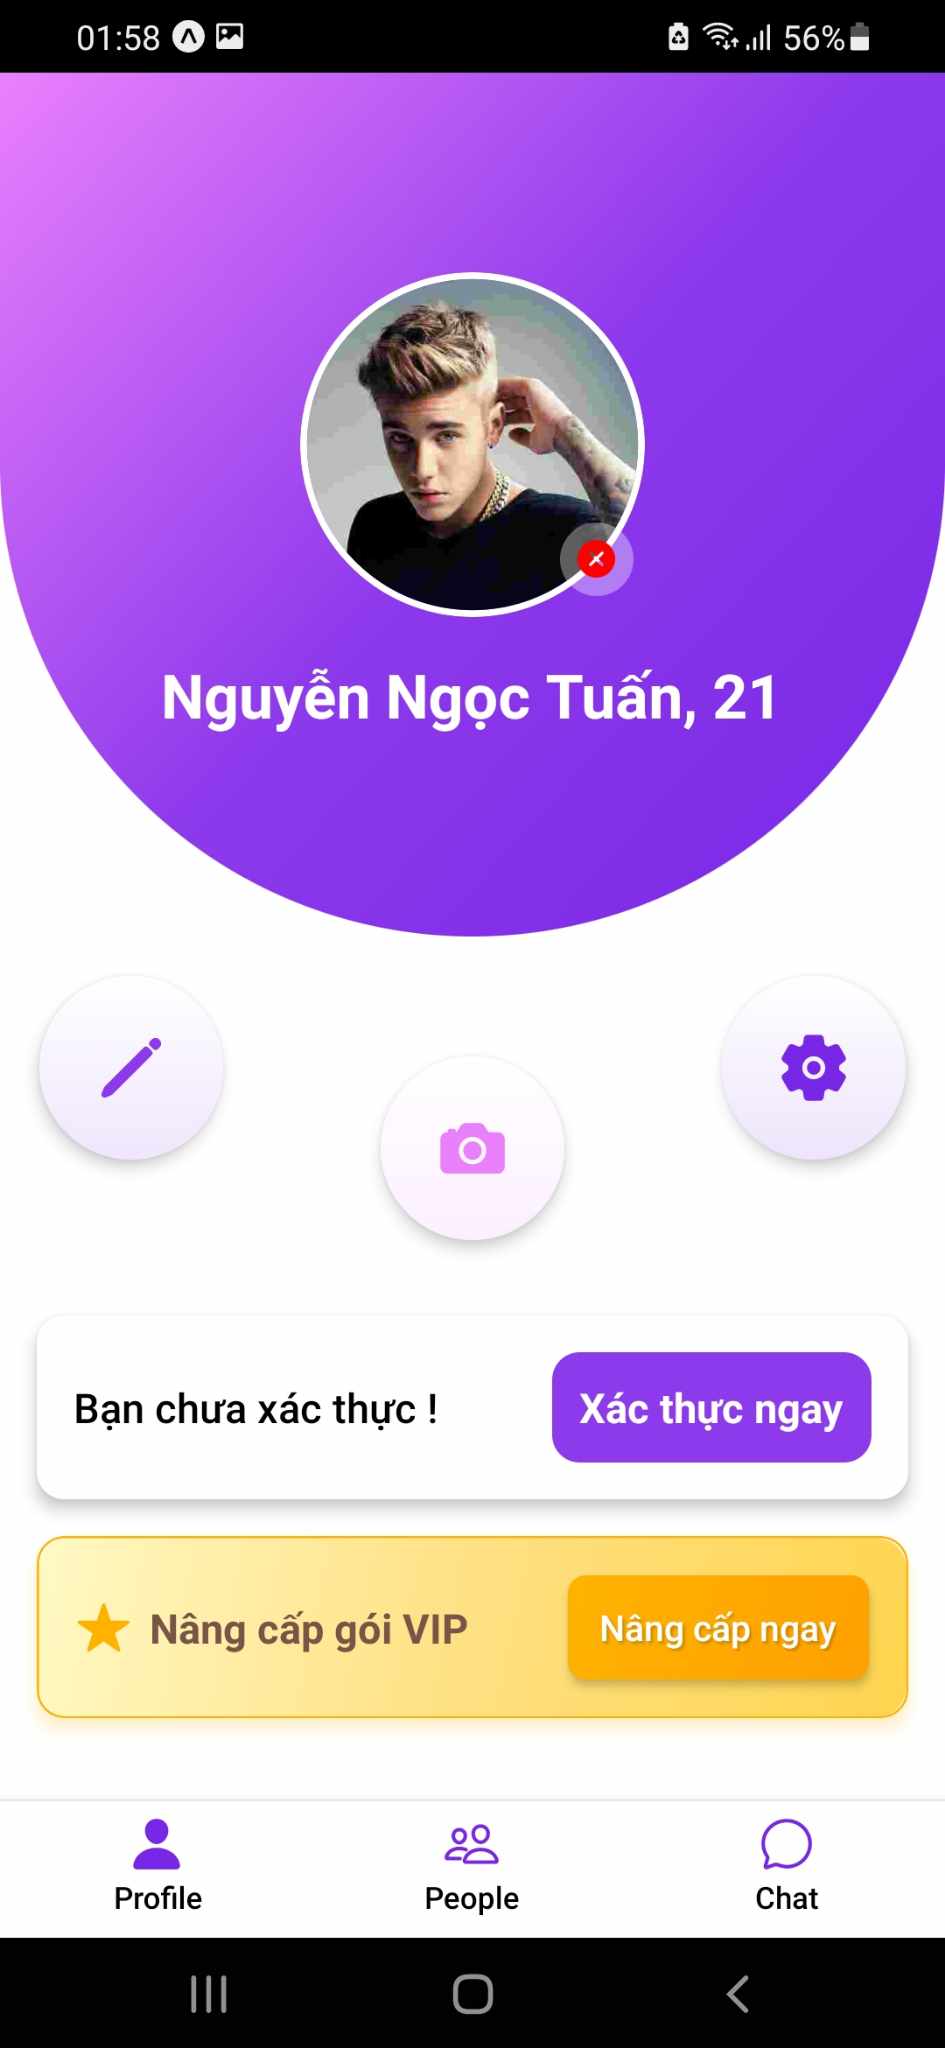 01:58
56%
Nguyễn Ngọc Tuấn, 21
Bạn chưa xác thực !
Xác thực ngay
Nâng cấp gói VIP
Nâng cấp ngay
Profile
People
Chat